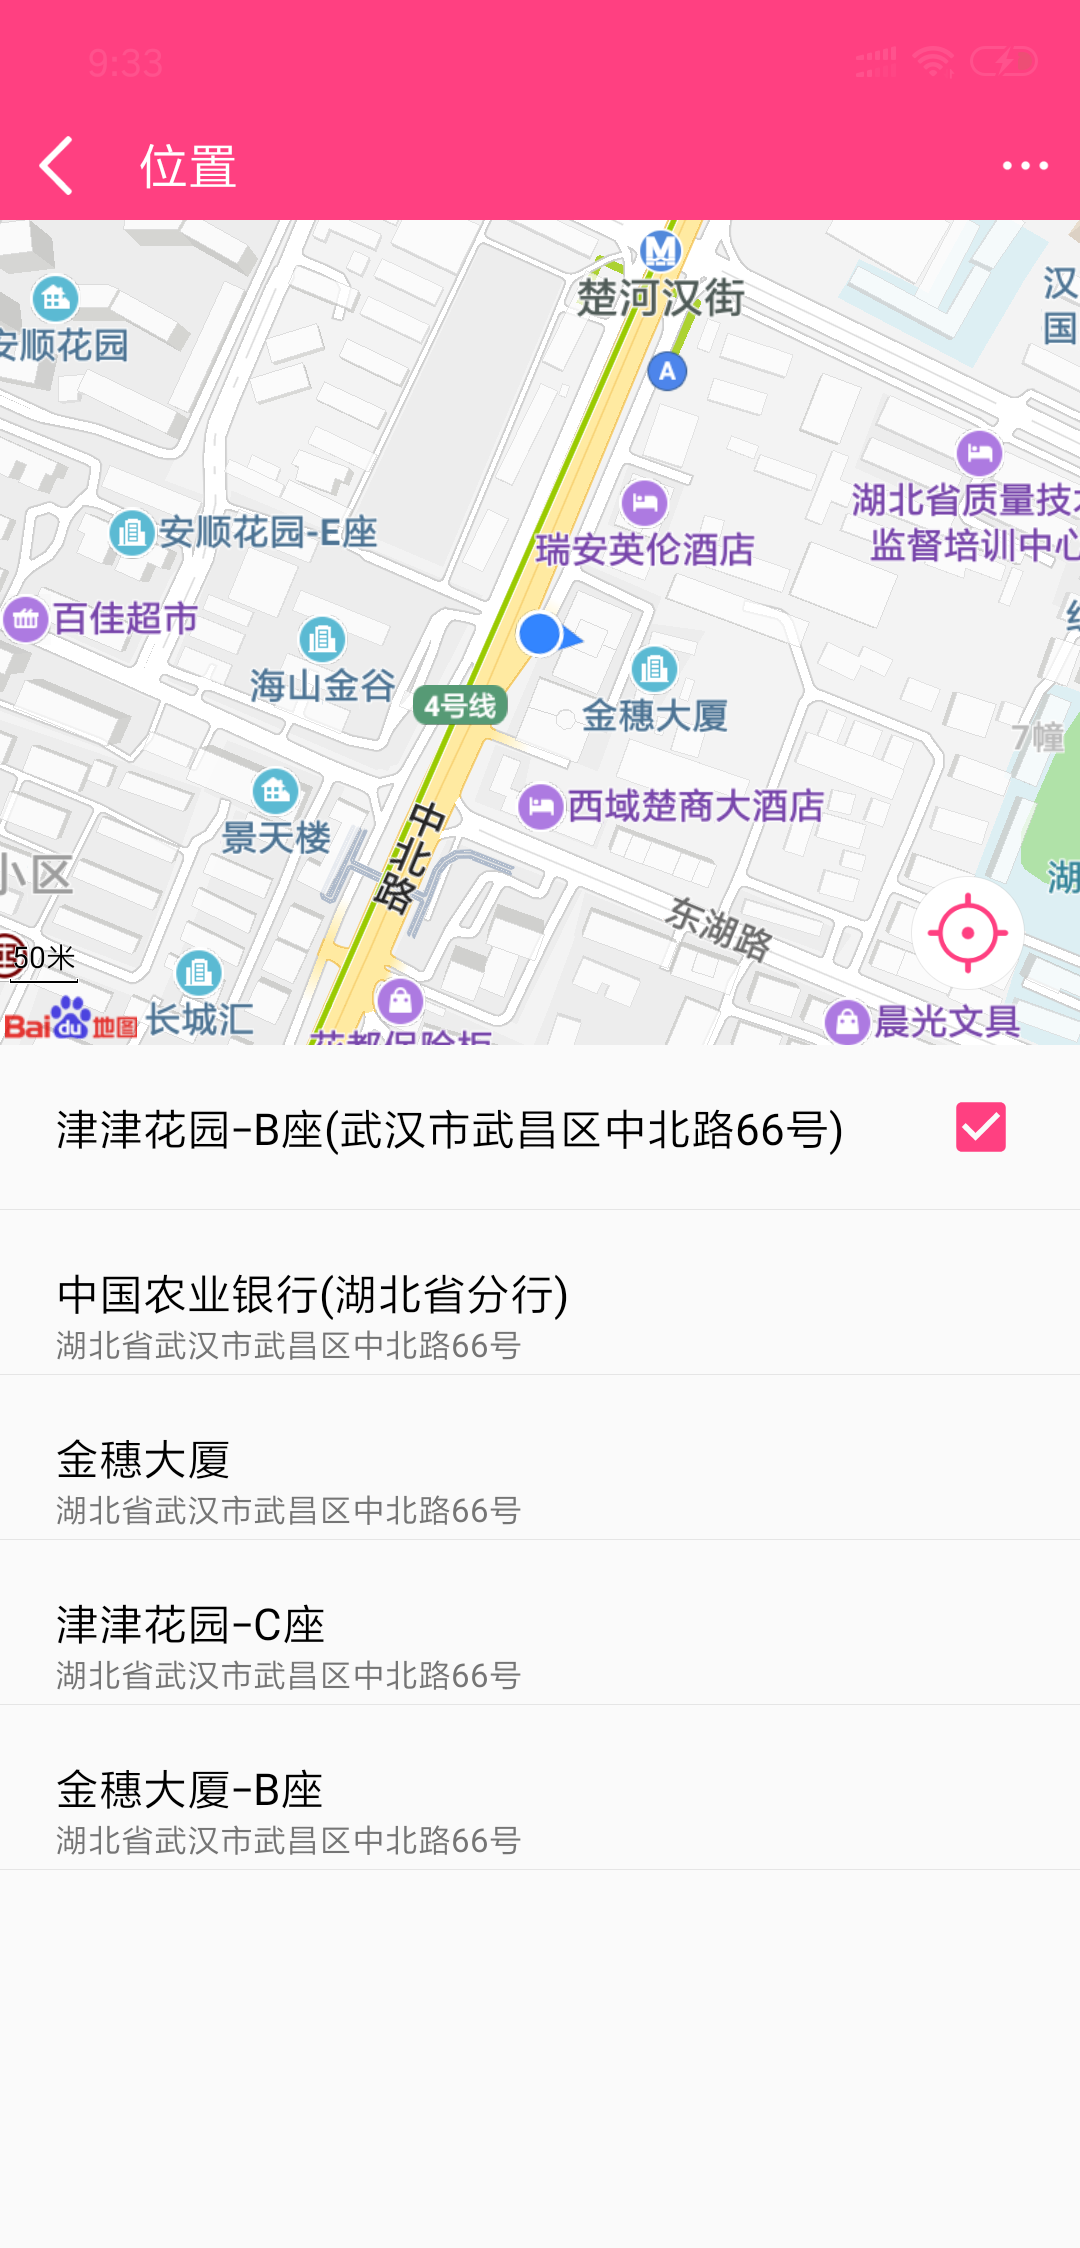 9:33
位置
楚河汉街
汉
国
安顺花园
A
湖北省质量技
监督培训中心
安顺花园-E座
瑞安英伦酒店
百佳超市
海山金谷
4号线
金穗大厦
7幢
西域楚商大酒店
景天楼
中北路
小区
湖
东湖路
50米
长城汇
Bai du 地图
花都保险柜
晨光文具
津津花园-B座(武汉市武昌区中北路66号)
中国农业银行(湖北省分行)
湖北省武汉市武昌区中北路66号
金穗大厦
湖北省武汉市武昌区中北路66号
津津花园-C座
湖北省武汉市武昌区中北路66号
金穗大厦-B座
湖北省武汉市武昌区中北路66号